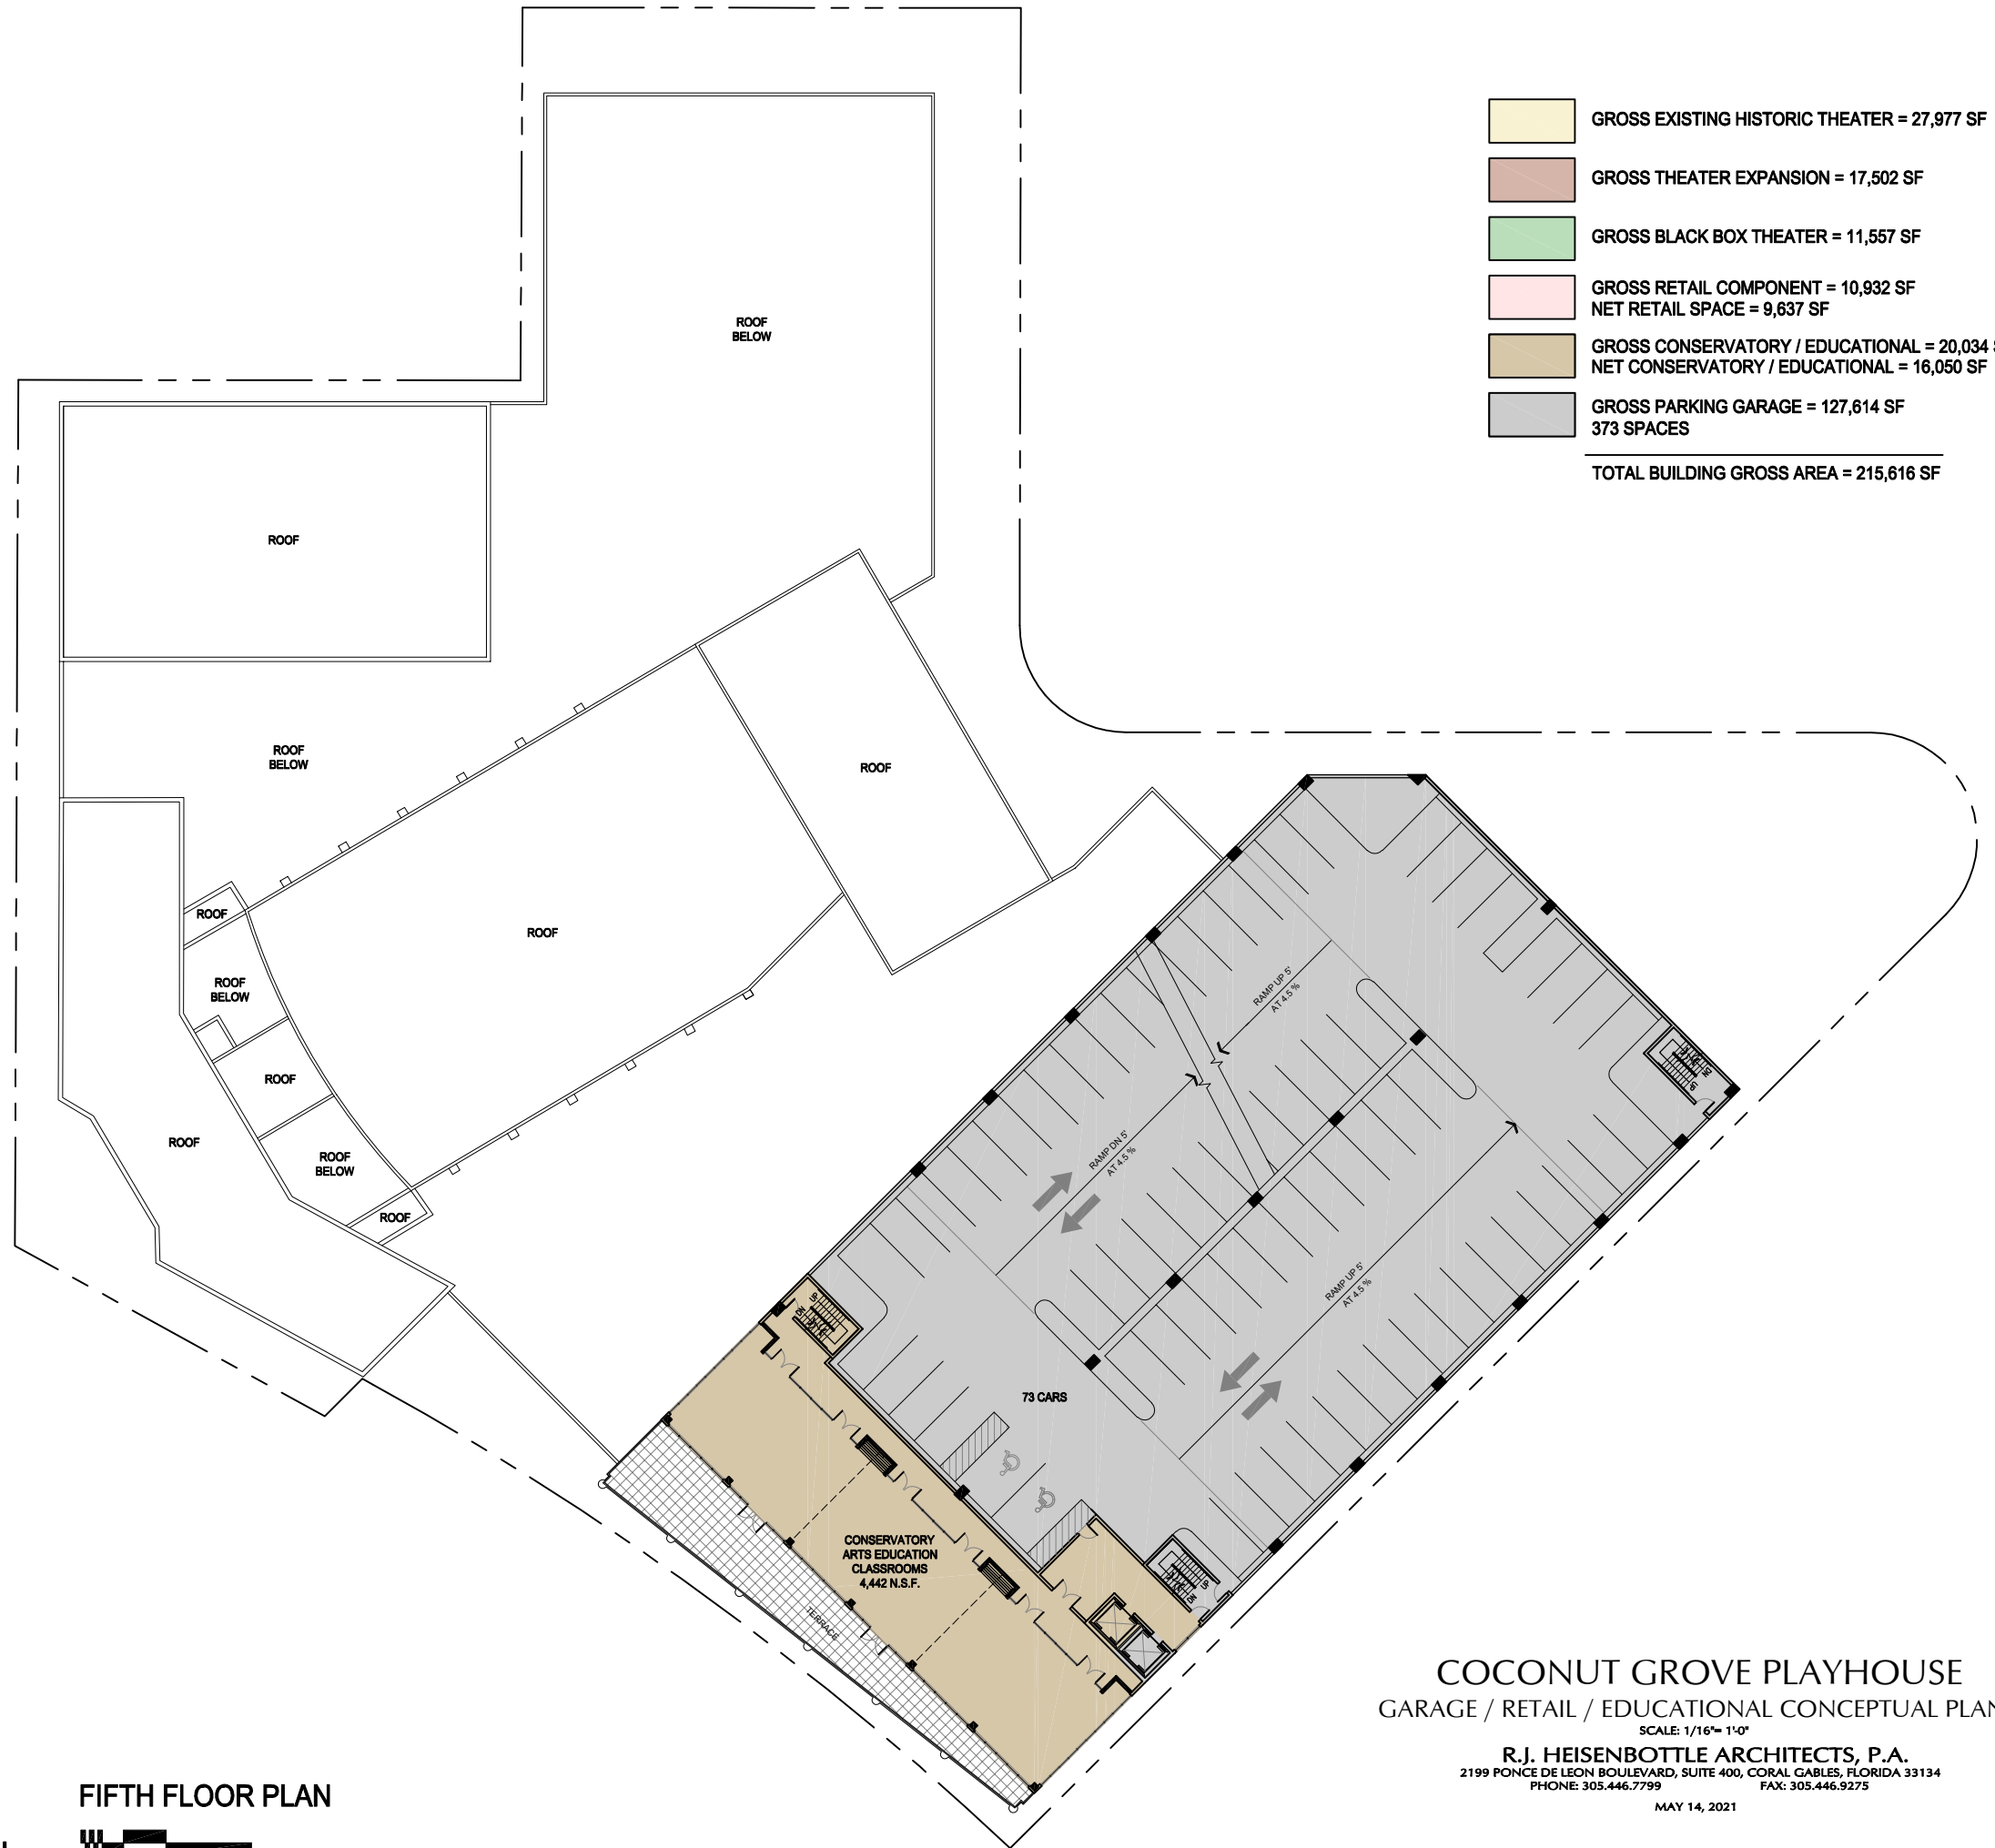 GROSS EXISTING HISTORIC THEATER = 27,977 SF
GROSS THEATER EXPANSION = 17,502 SF
GROSS BLACK BOX THEATER = 11,557 SF
GROSS RETAIL COMPONENT = 10,932 SF
NET RETAIL SPACE = 9,637 SF
GROSS CONSERVATORY / EDUCATIONAL = 20,034
NET CONSERVATORY / EDUCATIONAL = 16,050 SF
GROSS PARKING GARAGE = 127,614 SF
373 SPACES
TOTAL BUILDING GROSS AREA = 215,616 SF
ROOF
BELOW
ROOF
ROOF
BELOW
ROOF
ROOF
ROOF
ROOF
BELOW
ROOF
ROOF
ROOF
BELOW
ROOF
RAMP UP 5'
AT 4.5 %
RAMP DN 5'
AT 4.5 %
RAMP UP 5'
AT 4.5 %
DN
UP
UP
DN
73 CARS
CONSERVATORY
ARTS EDUCATION
CLASSROOMS
4,442 N.S.F.
UP
DN
TERRACE
COCONUT GROVE PLAYHOUSE
GARAGE / RETAIL / EDUCATIONAL CONCEPTUAL PLAN
SCALE: 1/16"= 1'-0"
R.J. HEISENBOTTLE ARCHITECTS, P.A.
2199 PONCE DE LEON BOULEVARD, SUITE 400, CORAL GABLES, FLORIDA 33134
PHONE: 305.446.7799 FAX: 305.446.9275
MAY 14, 2021
FIFTH FLOOR PLAN